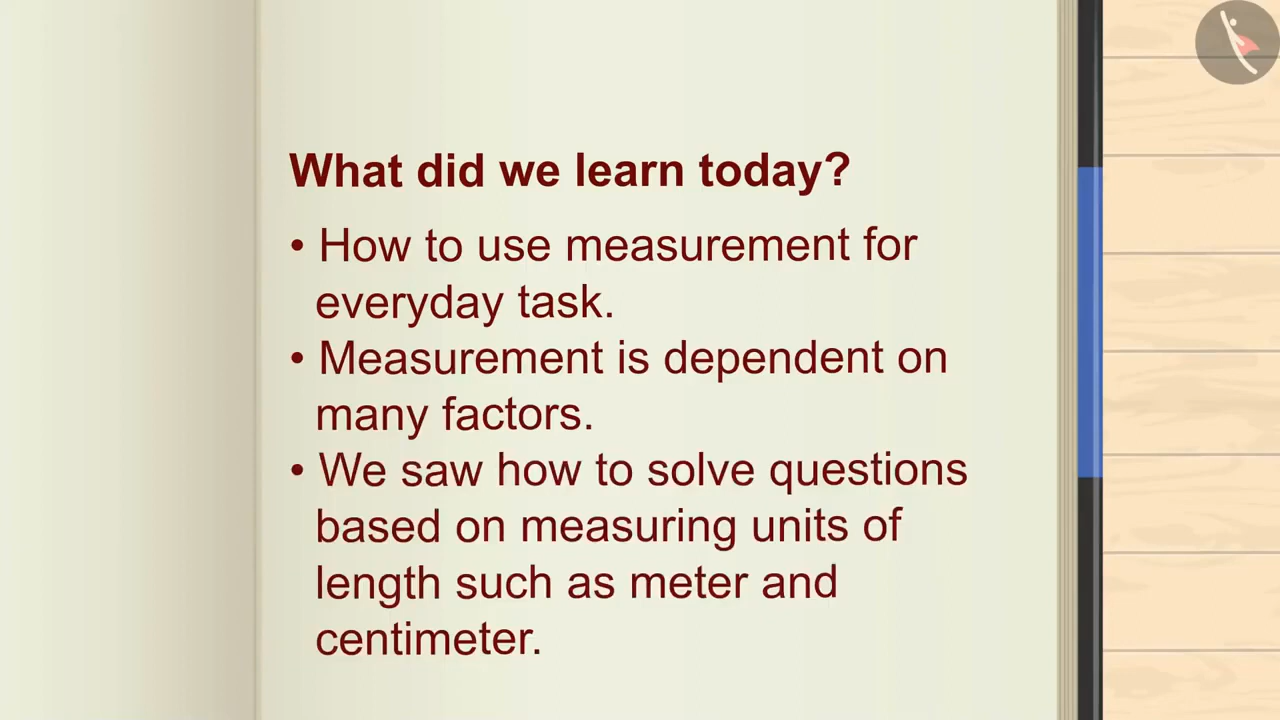 What did we learn today?
• How to use measurement for
everyday task.
• Measurement is dependent on
many factors.
• We saw how to solve questions
based on measuring units of
length such as meter and
centimeter.